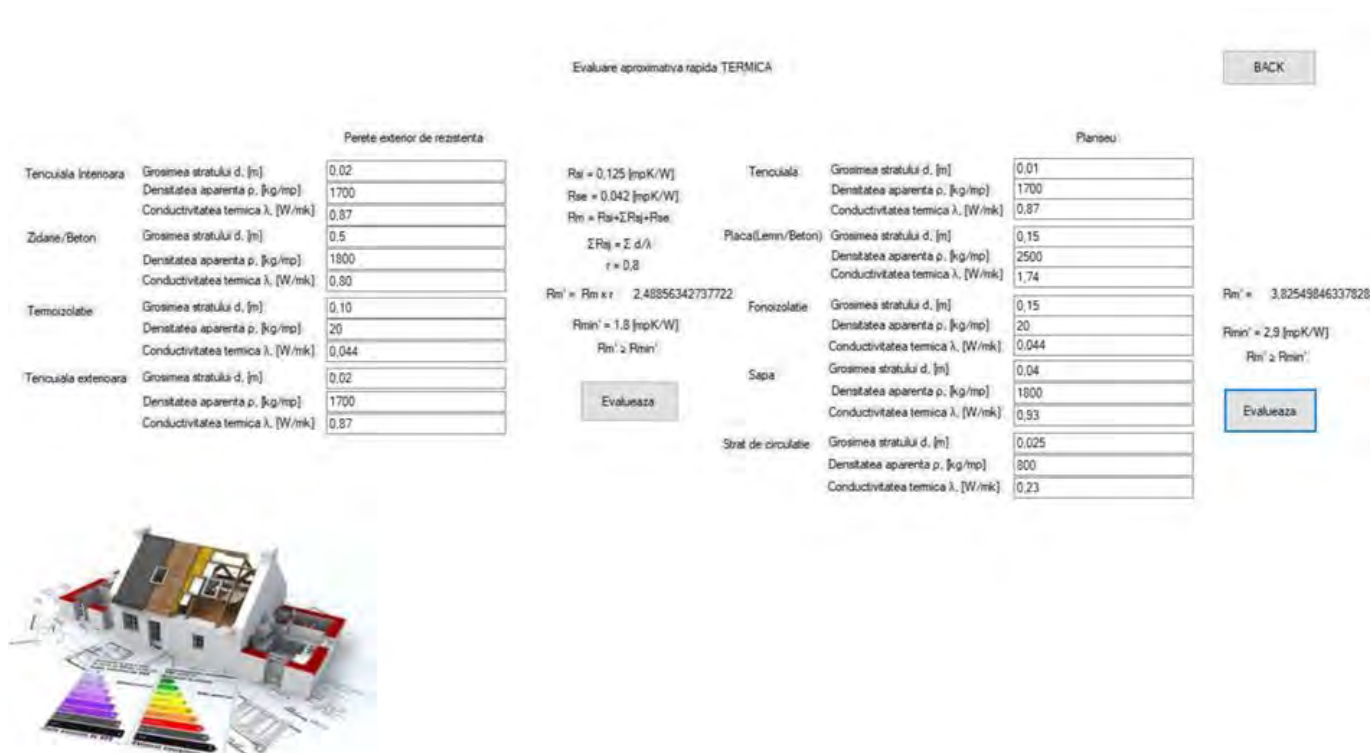 Evaluare aproximativa rapida TERMICA
BACK
Perete exterior de rezistenta
Tencuiala Interioara
Grosimea stratului d, [m] 0,02
Densitatea aparenta ρ, [kg/mp] 1700
Conductivitatea termica λ, [W/mk] 0,87
Zidarie/Beton
Grosimea stratului d, [m] 0.5
Densitatea aparenta ρ, [kg/mp] 1800
Conductivitatea termica λ, [W/mk] 0,80
Termoizolatie
Grosimea stratului d, [m] 0,10
Densitatea aparenta ρ, [kg/mp] 20
Conductivitatea termica λ, [W/mk] 0,044
Tencuiala exterioara
Grosimea stratului d, [m] 0,02
Densitatea aparenta ρ, [kg/mp] 1700
Conductivitatea termica λ, [W/mk] 0.87
Rsi = 0,125 [mpK/W]
Rse = 0.042 [mpK/W]
Rm = Rsi+ΣRsj+Rse
ΣRsj = Σ d/λ
r = 0,8
Rm' = Rm x r 2,48856342737722
Rmin' = 1.8 [mpK/W]
Rm' ≥ Rmin'
Evalueaza
Planseu
Tencuiala
Grosimea stratului d, [m] 0,01
Densitatea aparenta ρ, [kg/mp] 1700
Conductivitatea termica λ, [W/mk] 0,87
Placa(Lemn/Beton)
Grosimea stratului d, [m] 0,15
Densitatea aparenta ρ, [kg/mp] 2500
Conductivitatea termica λ, [W/mk] 1,74
Fonoizolatie
Grosimea stratului d, [m] 0,15
Densitatea aparenta ρ, [kg/mp] 20
Conductivitatea termica λ, [W/mk] 0.044
Sapa
Grosimea stratului d, [m] 0,04
Densitatea aparenta ρ, [kg/mp] 1800
Conductivitatea termica λ, [W/mk] 0,93
Strat de circulatie
Grosimea stratului d, [m] 0.025
Densitatea aparenta ρ, [kg/mp] 800
Conductivitatea termica λ, [W/mk] 0,23
Rm' = 3,82549846337828
Rmin' = 2,9 [mpK/W]
Rm' ≥ Rmin'
Evalueaza